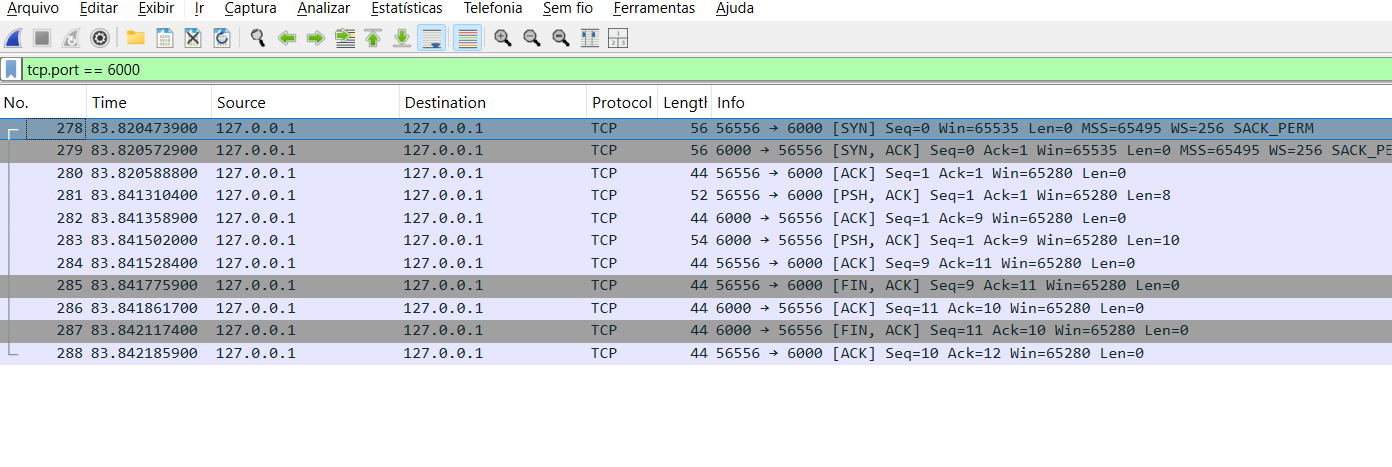 Arquivo Editar Exibir Ir Captura Analizar Estatísticas Telefonia Sem fio Ferramentas Ajuda
tcp.port == 6000
No. Time Source Destination Protocol Length Info
278 83.820473900 127.0.0.1 127.0.0.1 TCP 56 56556 → 6000 [SYN] Seq=0 Win=65535 Len=0 MSS=65495 WS=256 SACK_PERM
279 83.820572900 127.0.0.1 127.0.0.1 TCP 56 6000 → 56556 [SYN, ACK] Seq=0 Ack=1 Win=65535 Len=0 MSS=65495 WS=256 SACK_PE
280 83.820588800 127.0.0.1 127.0.0.1 TCP 44 56556 → 6000 [ACK] Seq=1 Ack=1 Win=65280 Len=0
281 83.841310400 127.0.0.1 127.0.0.1 TCP 52 56556 → 6000 [PSH, ACK] Seq=1 Ack=1 Win=65280 Len=8
282 83.841358900 127.0.0.1 127.0.0.1 TCP 44 6000 → 56556 [ACK] Seq=1 Ack=9 Win=65280 Len=0
283 83.841502000 127.0.0.1 127.0.0.1 TCP 54 6000 → 56556 [PSH, ACK] Seq=1 Ack=9 Win=65280 Len=10
284 83.841528400 127.0.0.1 127.0.0.1 TCP 44 56556 → 6000 [ACK] Seq=9 Ack=11 Win=65280 Len=0
285 83.841775900 127.0.0.1 127.0.0.1 TCP 44 56556 → 6000 [FIN, ACK] Seq=9 Ack=11 Win=65280 Len=0
286 83.841861700 127.0.0.1 127.0.0.1 TCP 44 6000 → 56556 [ACK] Seq=11 Ack=10 Win=65280 Len=0
287 83.842117400 127.0.0.1 127.0.0.1 TCP 44 6000 → 56556 [FIN, ACK] Seq=11 Ack=10 Win=65280 Len=0
288 83.842185900 127.0.0.1 127.0.0.1 TCP 44 56556 → 6000 [ACK] Seq=10 Ack=12 Win=65280 Len=0